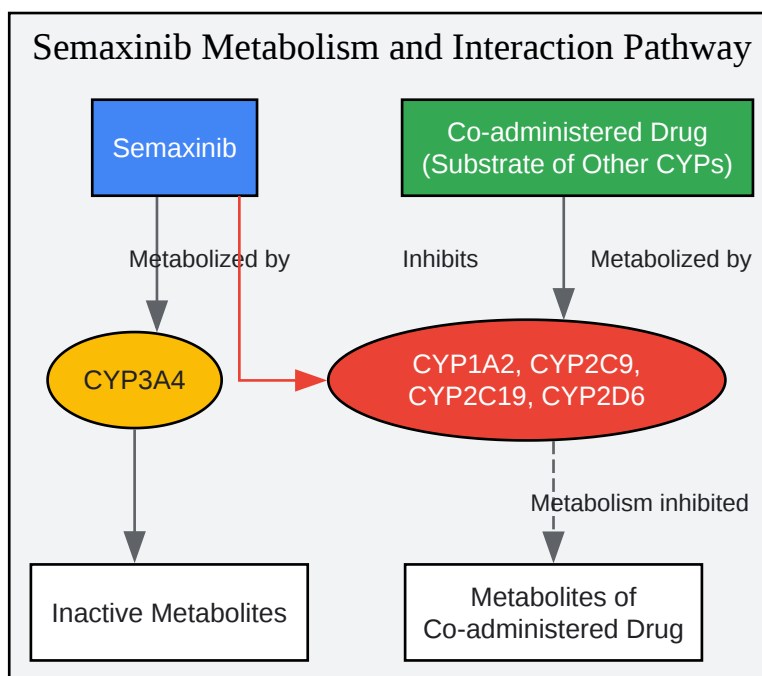 Semaxinib Metabolism and Interaction Pathway
Semaxinib
Co-administered Drug
(Substrate of Other CYPs)
Metabolized by
Inhibits
Metabolized by
CYP3A4
CYP1A2, CYP2C9,
CYP2C19, CYP2D6
Metabolism inhibited
Inactive Metabolites
Metabolites of
Co-administered Drug